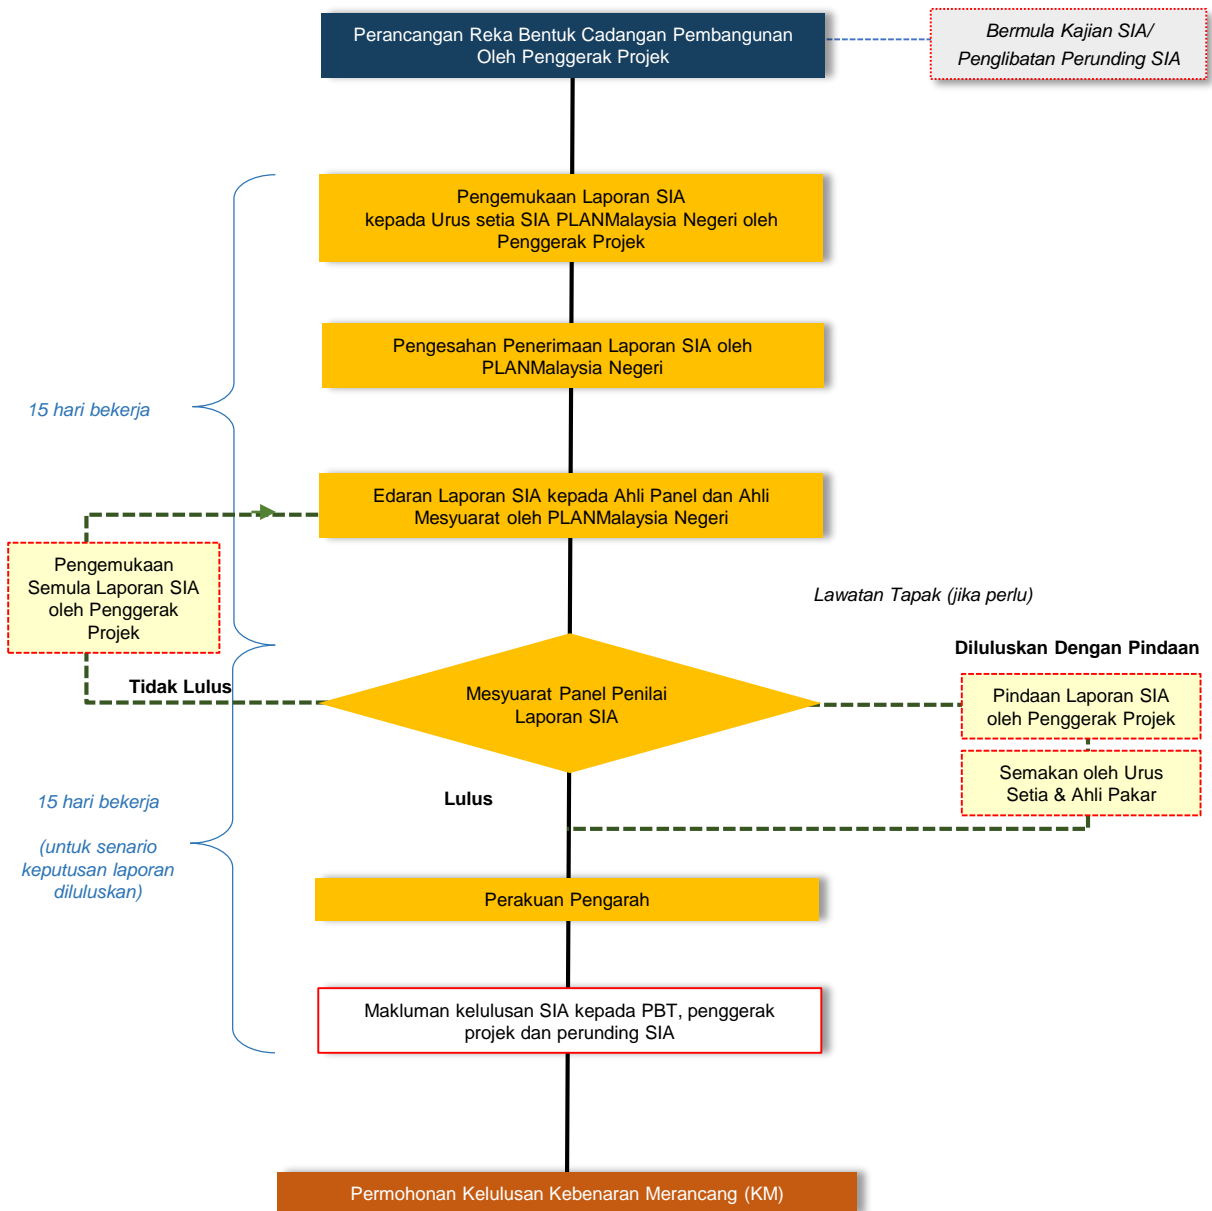 Perancangan Reka Bentuk Cadangan Pembangunan
Oleh Penggerak Projek
Bermula Kajian SIA/
Penglibatan Perunding SIA
Pengemukaan Laporan SIA
kepada Urus setia SIA PLANMalaysia Negeri oleh
Penggerak Projek
Pengesahan Penerimaan Laporan SIA oleh
PLANMalaysia Negeri
15 hari bekerja
Edaran Laporan SIA kepada Ahli Panel dan Ahli
Mesyuarat oleh PLANMalaysia Negeri
Pengemukaan
Semula Laporan SIA
oleh Penggerak
Projek
Lawatan Tapak (jika perlu)
Diluluskan Dengan Pindaan
Tidak Lulus
Mesyuarat Panel Penilai
Laporan SIA
Pindaan Laporan SIA
oleh Penggerak Projek
Semakan oleh Urus
Setia & Ahli Pakar
Lulus
15 hari bekerja
(untuk senario
keputusan laporan
diluluskan)
Perakuan Pengarah
Makluman kelulusan SIA kepada PBT, penggerak
projek dan perunding SIA
Permohonan Kelulusan Kebenaran Merancang (KM)